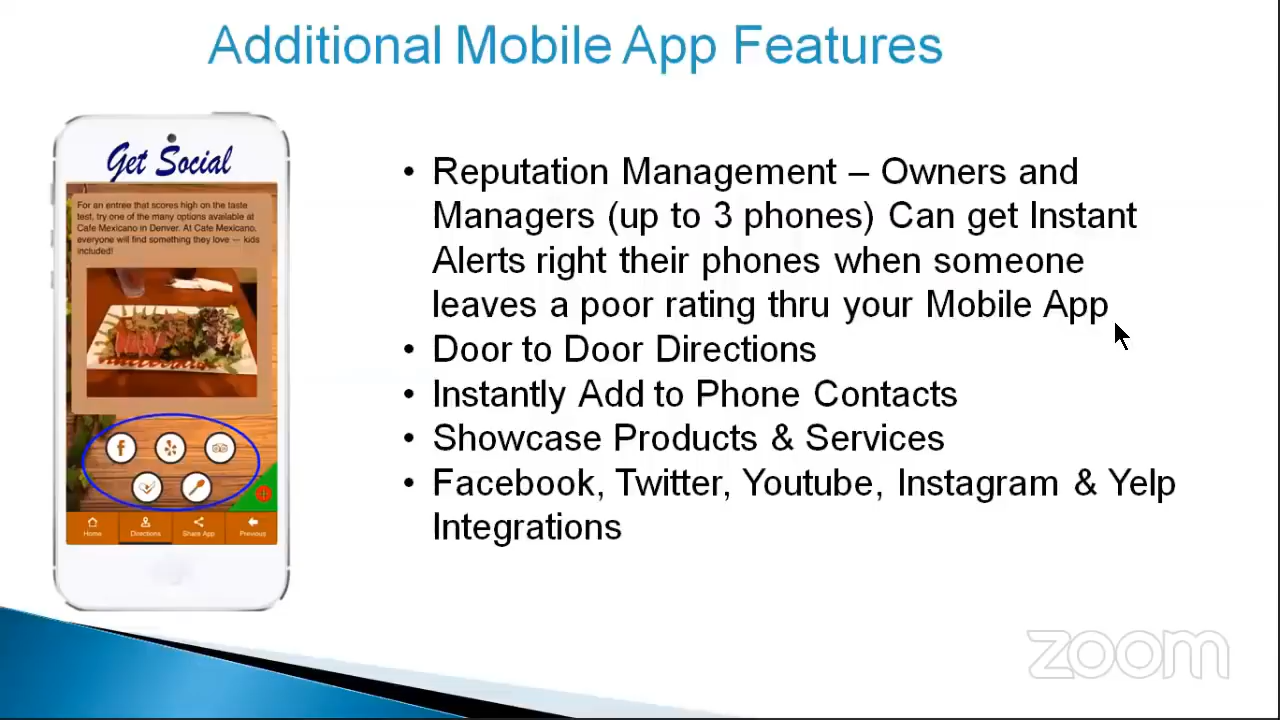 Additional Mobile App Features
Get Social
For an entree that scores high on the taste
test, try one of the many options available at
Cafe Mexicano in Denver. At Cafe Mexicano,
everyone will find something they love — kids
included!
Home Directions Share App Previous
• Reputation Management – Owners and
Managers (up to 3 phones) Can get Instant
Alerts right their phones when someone
leaves a poor rating thru your Mobile App
• Door to Door Directions
• Instantly Add to Phone Contacts
• Showcase Products & Services
• Facebook, Twitter, Youtube, Instagram & Yelp
Integrations
zoom